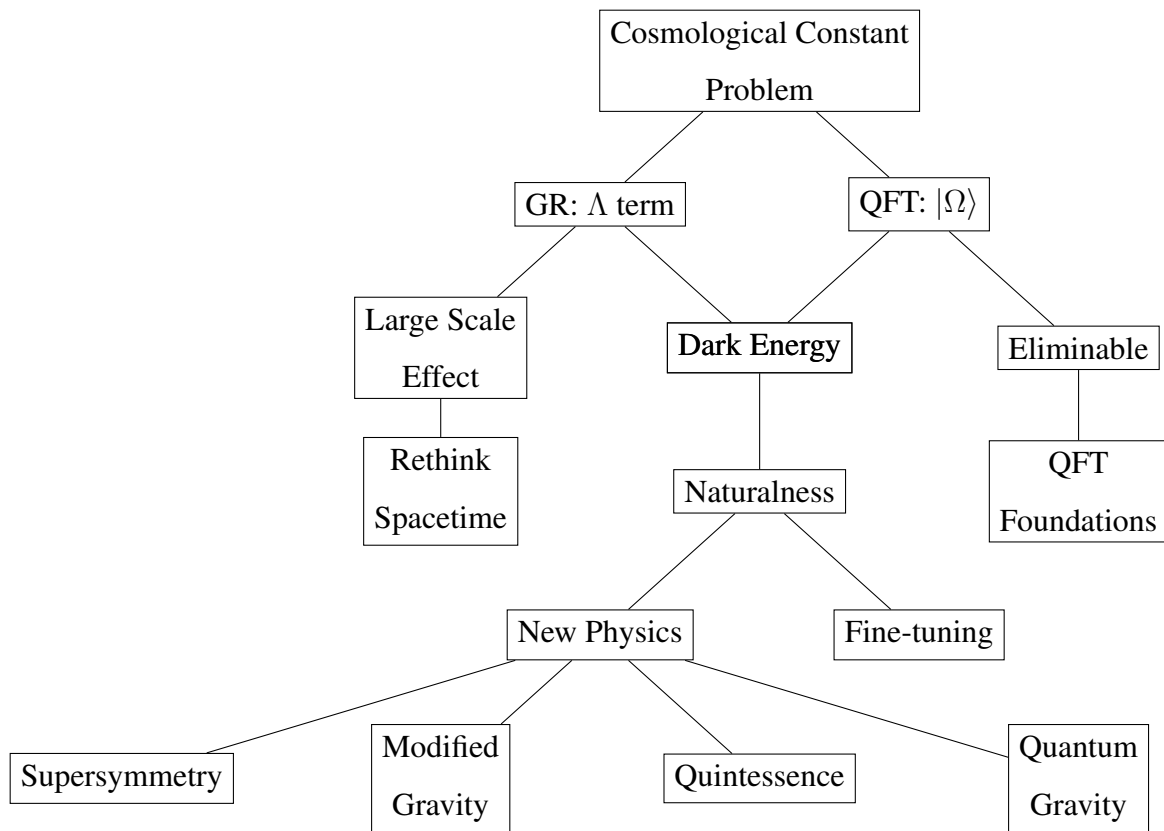 Cosmological Constant
Problem
GR: Λ term
QFT: |Ω⟩
Large Scale
Effect
Dark Energy
Eliminable
Rethink
Spacetime
Naturalness
QFT
Foundations
New Physics
Fine-tuning
Supersymmetry
Modified
Gravity
Quintessence
Quantum
Gravity